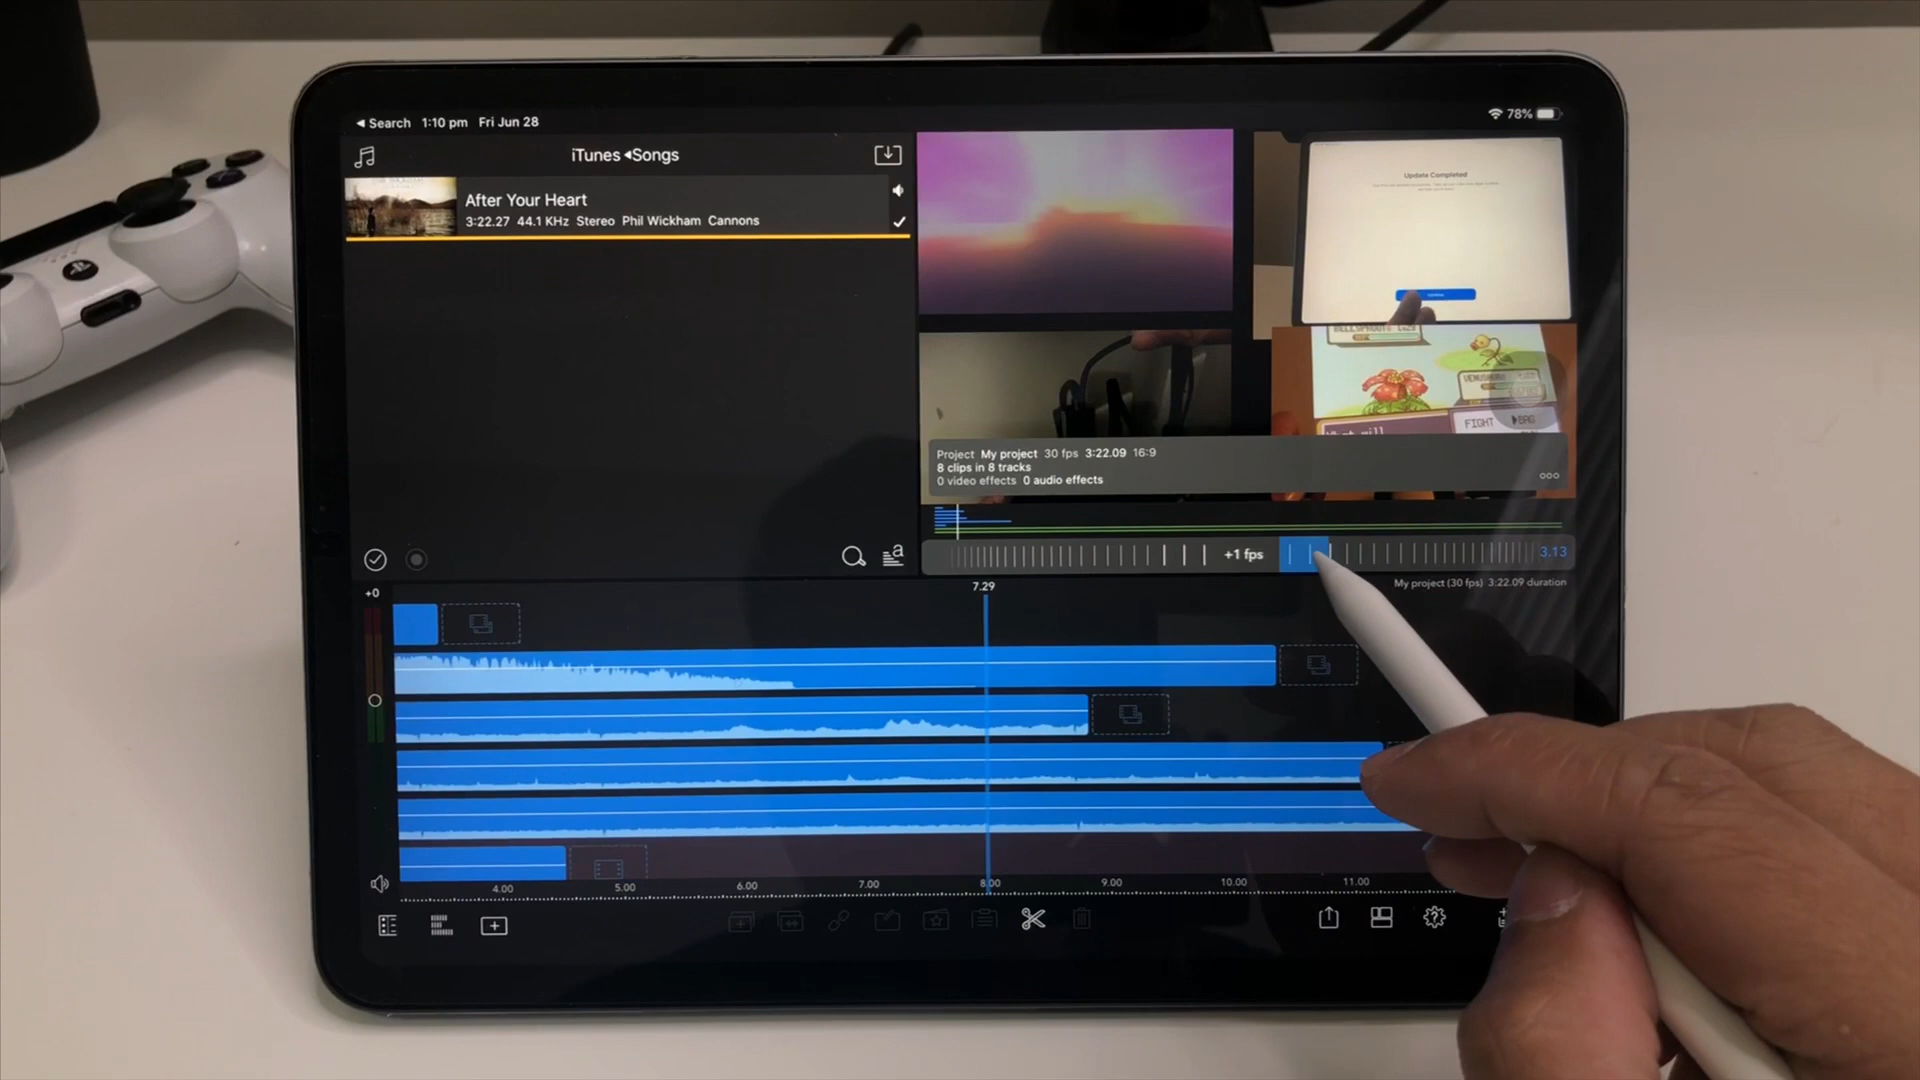 ◂ Search 1:10 pm Fri Jun 28
78%
iTunes ◂Songs
After Your Heart
3:22.27 44.1 KHz Stereo Phil Wickham Cannons
Update Completed
FIGHT ▶BAG
What will
Project My project 30 fps 3:22.09 16:9
8 clips in 8 tracks
0 video effects 0 audio effects
+1 fps
3.13
a
+0
7.29
My project (30 fps) 3:22.09 duration
4.00 5.00 6.00 7.00 8.00 9.00 10.00 11.00